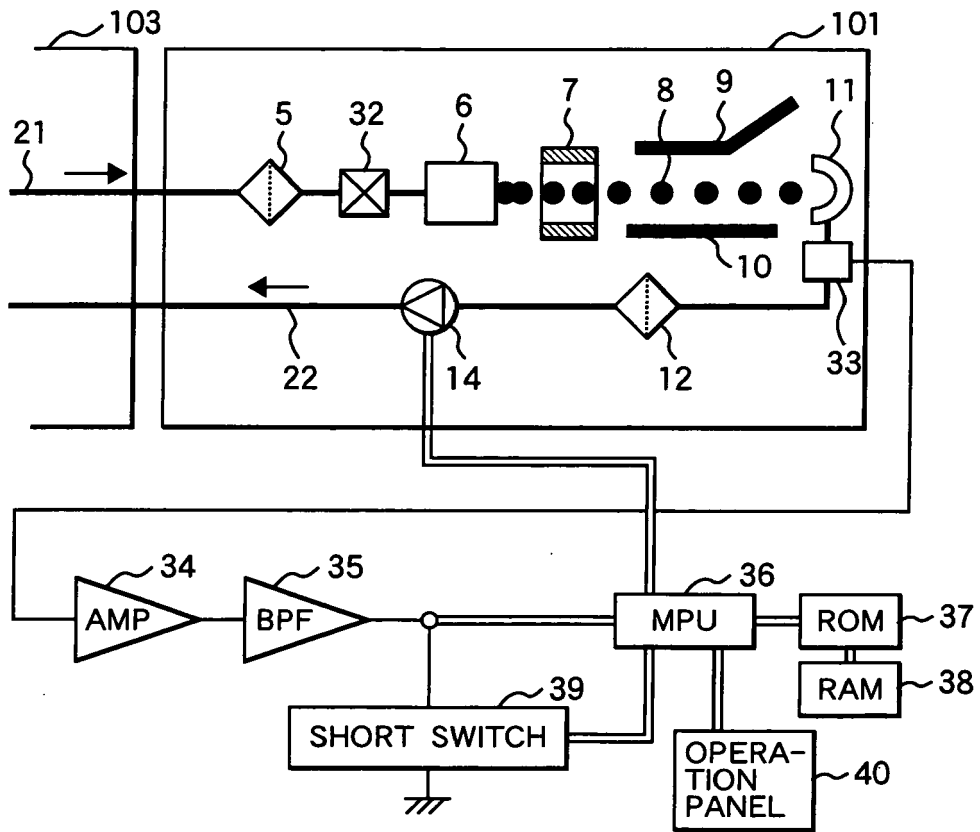 103
101
21
5
32
6
7
8
9
11
10
22
14
12
33
34
35
36
AMP
BPF
MPU
ROM
37
RAM
38
39
SHORT SWITCH
OPERA-
TION
PANEL
40